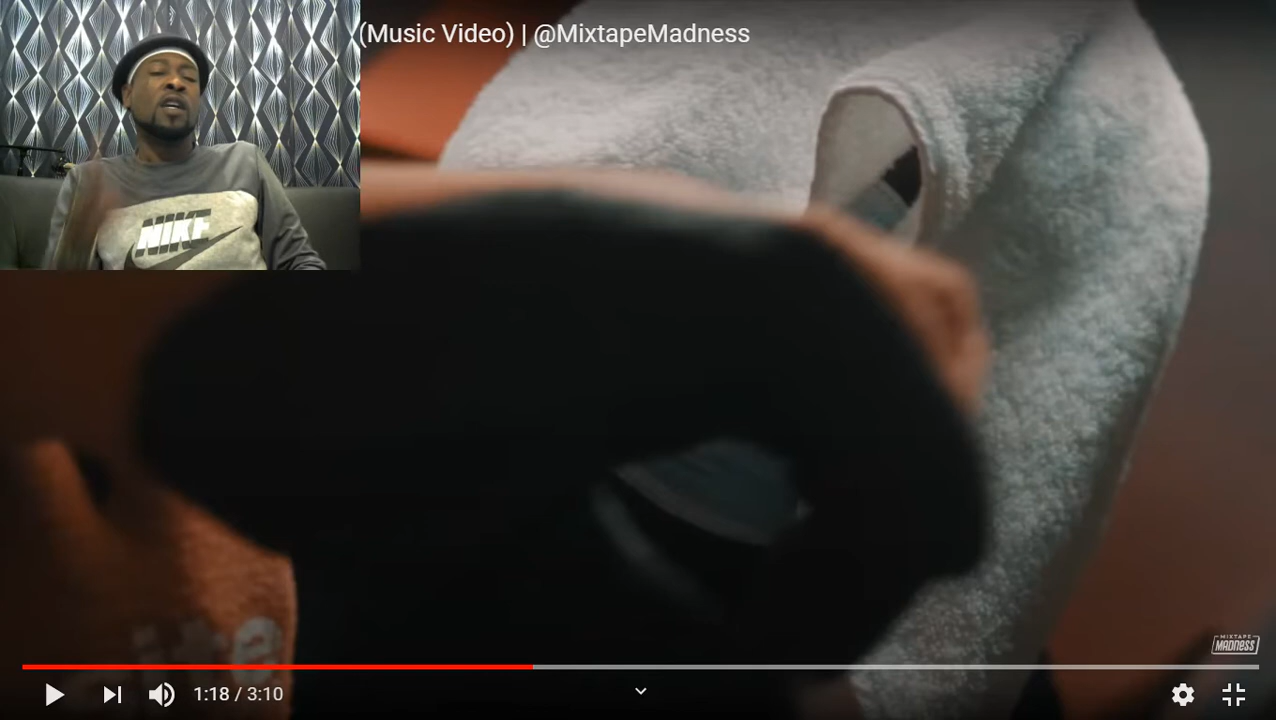 (Music Video) | @MixtapeMadness
NIKE
MIXTAPE
MADNESS
1:18 / 3:10